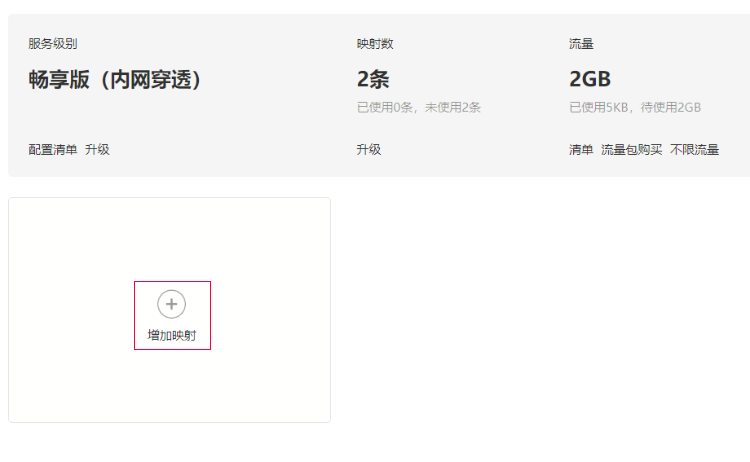 服务级别 映射数 流量
畅享版（内网穿透） 2条 2GB
已使用0条，未使用2条 已使用5KB，待使用2GB
配置清单 升级 升级 清单 流量包购买 不限流量
增加映射